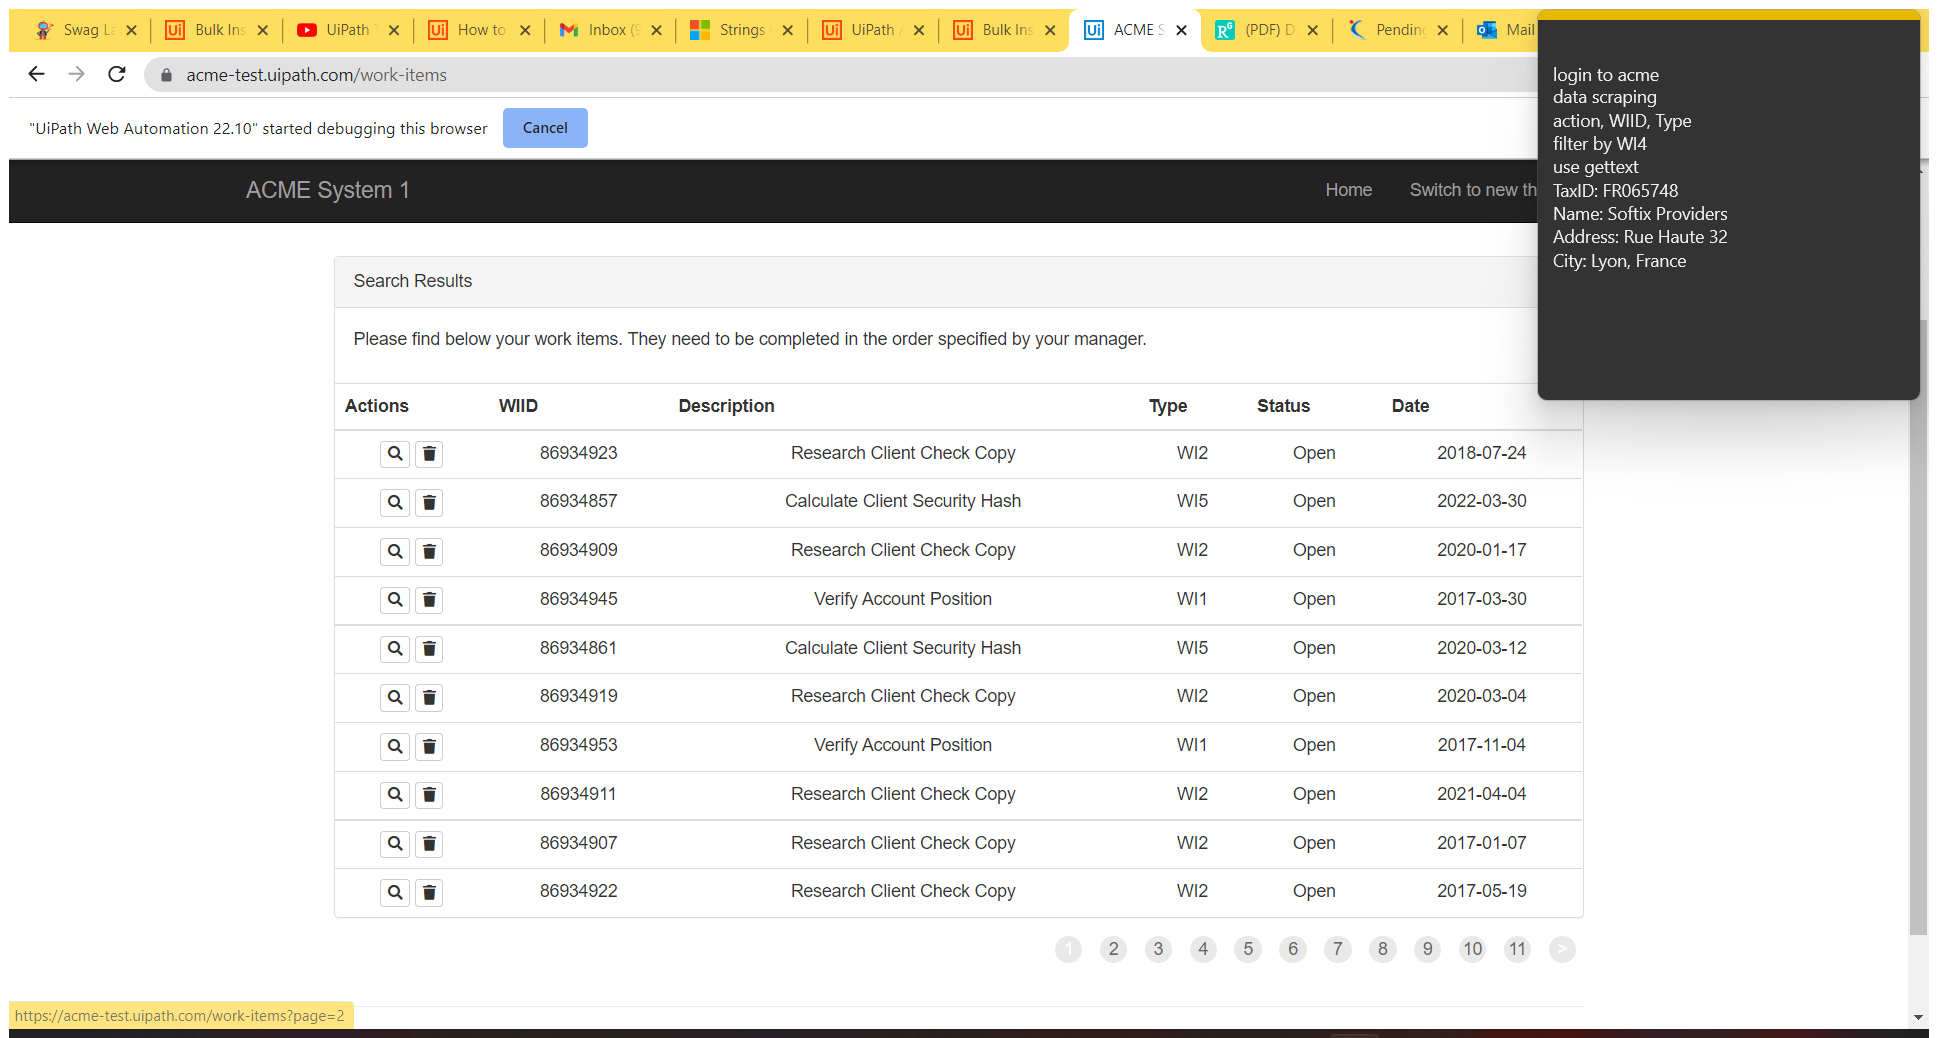 Swag La
Bulk Ins
UiPath
How to
Inbox (9
Strings
UiPath
Bulk Ins
ACME S
(PDF) D
Pending
Mail
acme-test.uipath.com/work-items
"UiPath Web Automation 22.10" started debugging this browser
Cancel
ACME System 1
Home
Switch to new th
login to acme
data scraping
action, WIID, Type
filter by WI4
use gettext
TaxID: FR065748
Name: Softix Providers
Address: Rue Haute 32
City: Lyon, France
Search Results
Please find below your work items. They need to be completed in the order specified by your manager.
Actions WIID Description Type Status Date
86934923 Research Client Check Copy WI2 Open 2018-07-24
86934857 Calculate Client Security Hash WI5 Open 2022-03-30
86934909 Research Client Check Copy WI2 Open 2020-01-17
86934945 Verify Account Position WI1 Open 2017-03-30
86934861 Calculate Client Security Hash WI5 Open 2020-03-12
86934919 Research Client Check Copy WI2 Open 2020-03-04
86934953 Verify Account Position WI1 Open 2017-11-04
86934911 Research Client Check Copy WI2 Open 2021-04-04
86934907 Research Client Check Copy WI2 Open 2017-01-07
86934922 Research Client Check Copy WI2 Open 2017-05-19
1 2 3 4 5 6 7 8 9 10 11 >
https://acme-test.uipath.com/work-items?page=2